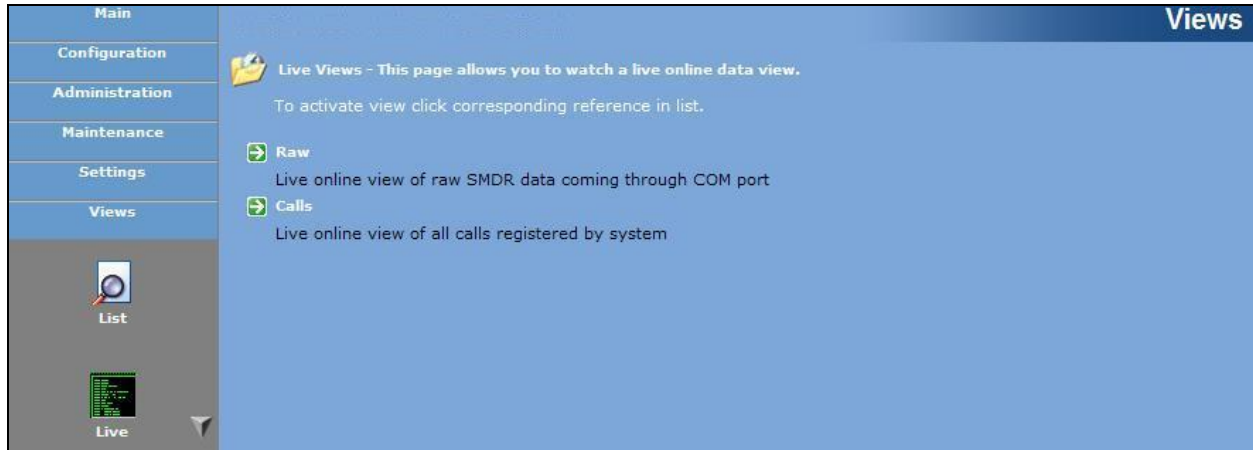 Main
Configuration
Administration
Maintenance
Settings
Views
List
Live
Views
Live Views - This page allows you to watch a live online data view.
To activate view click corresponding reference in list.
Raw
Live online view of raw SMDR data coming through COM port
Calls
Live online view of all calls registered by system